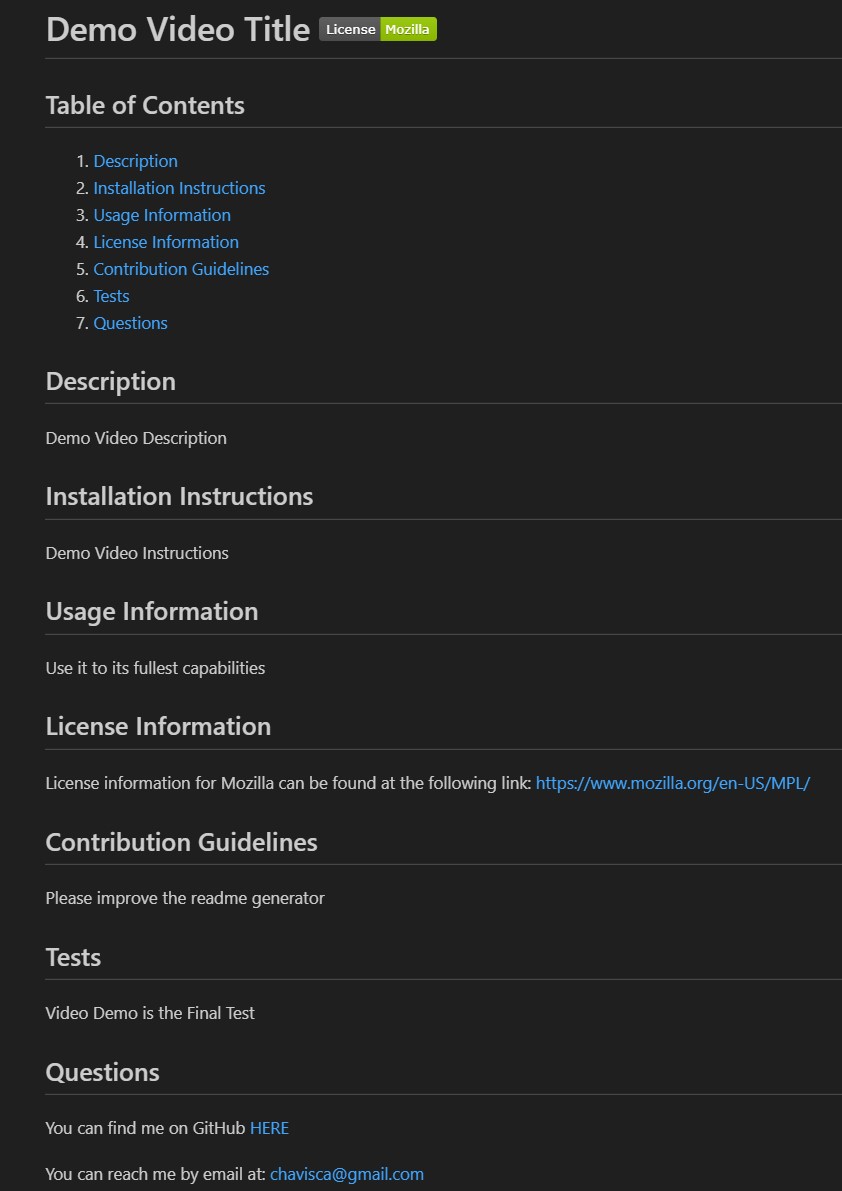 Demo Video Title License Mozilla
Table of Contents
1. Description
2. Installation Instructions
3. Usage Information
4. License Information
5. Contribution Guidelines
6. Tests
7. Questions
Description
Demo Video Description
Installation Instructions
Demo Video Instructions
Usage Information
Use it to its fullest capabilities
License Information
License information for Mozilla can be found at the following link: https://www.mozilla.org/en-US/MPL/
Contribution Guidelines
Please improve the readme generator
Tests
Video Demo is the Final Test
Questions
You can find me on GitHub HERE
You can reach me by email at: chavisca@gmail.com